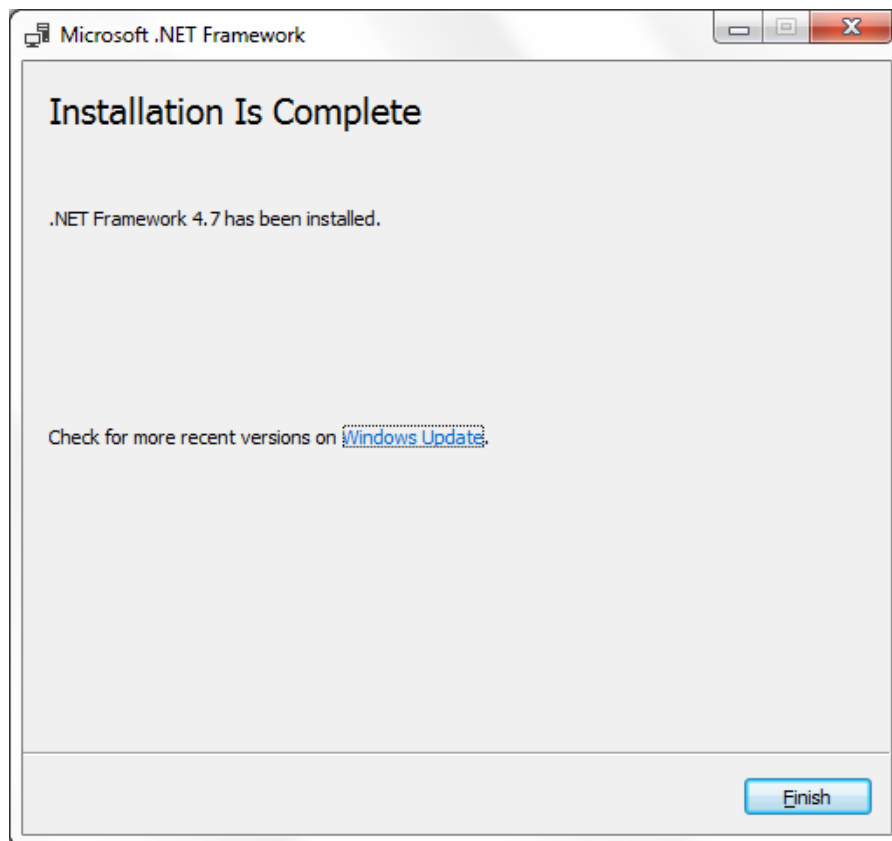 Microsoft .NET Framework
Installation Is Complete
.NET Framework 4.7 has been installed.
Check for more recent versions on Windows Update.
Finish